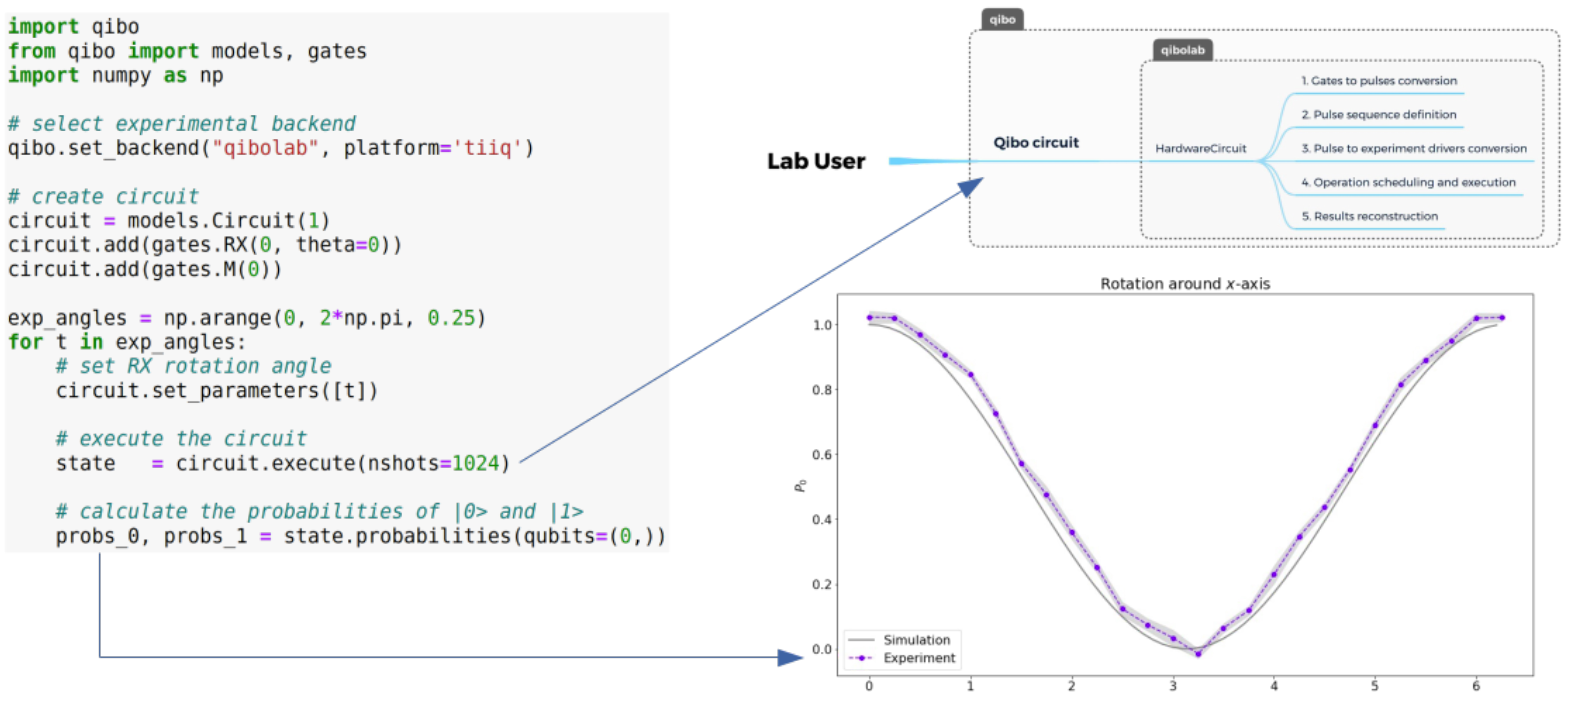 import qibo
from qibo import models, gates
import numpy as np
# select experimental backend
qibo.set_backend("qibolab", platform='tiiq')
# create circuit
circuit = models.Circuit(1)
circuit.add(gates.RX(0, theta=0))
circuit.add(gates.M(0))
exp_angles = np.arange(0, 2*np.pi, 0.25)
for t in exp_angles:
# set RX rotation angle
circuit.set_parameters([t])
# execute the circuit
state   = circuit.execute(nshots=1024)
# calculate the probabilities of |0> and |1>
probs_0, probs_1 = state.probabilities(qubits=(0,))
qibo
qibolab
Lab User
Qibo circuit
HardwareCircuit
1. Gates to pulses conversion
2. Pulse sequence definition
3. Pulse to experiment drivers conversion
4. Operation scheduling and execution
5. Results reconstruction
Rotation around x-axis
P₀
1.0
0.8
0.6
0.4
0.2
0.0
Simulation
Experiment
0 1 2 3 4 5 6